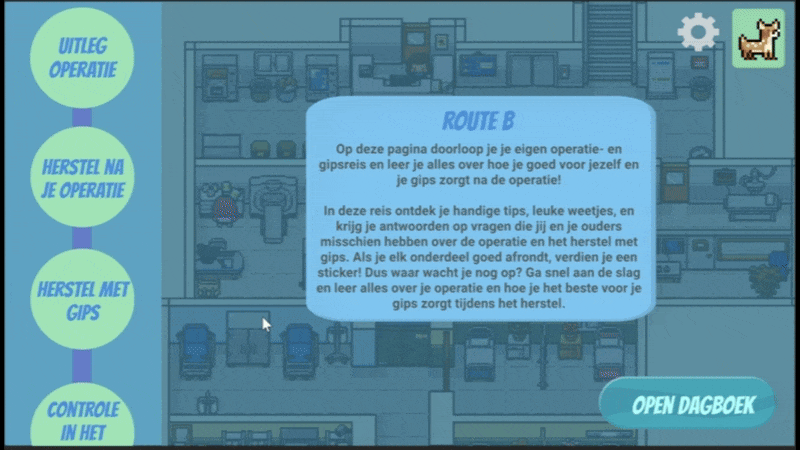 UITLEG
OPERATIE
HERSTEL NA
JE OPERATIE
HERSTEL MET
GIPS
CONTROLE
IN HET
ROUTE B
Op deze pagina doorloop je je eigen operatie- en
gipsreis en leer je alles over hoe je goed voor jezelf en
je gips zorgt na de operatie!
In deze reis ontdek je handige tips, leuke weetjes, en
krijg je antwoorden op vragen die jij en je ouders
misschien hebben over de operatie en het herstel met
gips. Als je elk onderdeel goed afrondt, verdien je een
sticker! Dus waar wacht je nog op? Ga snel aan de slag
en leer alles over je operatie en hoe je het beste voor je
gips zorgt tijdens het herstel.
OPEN DAGBOEK